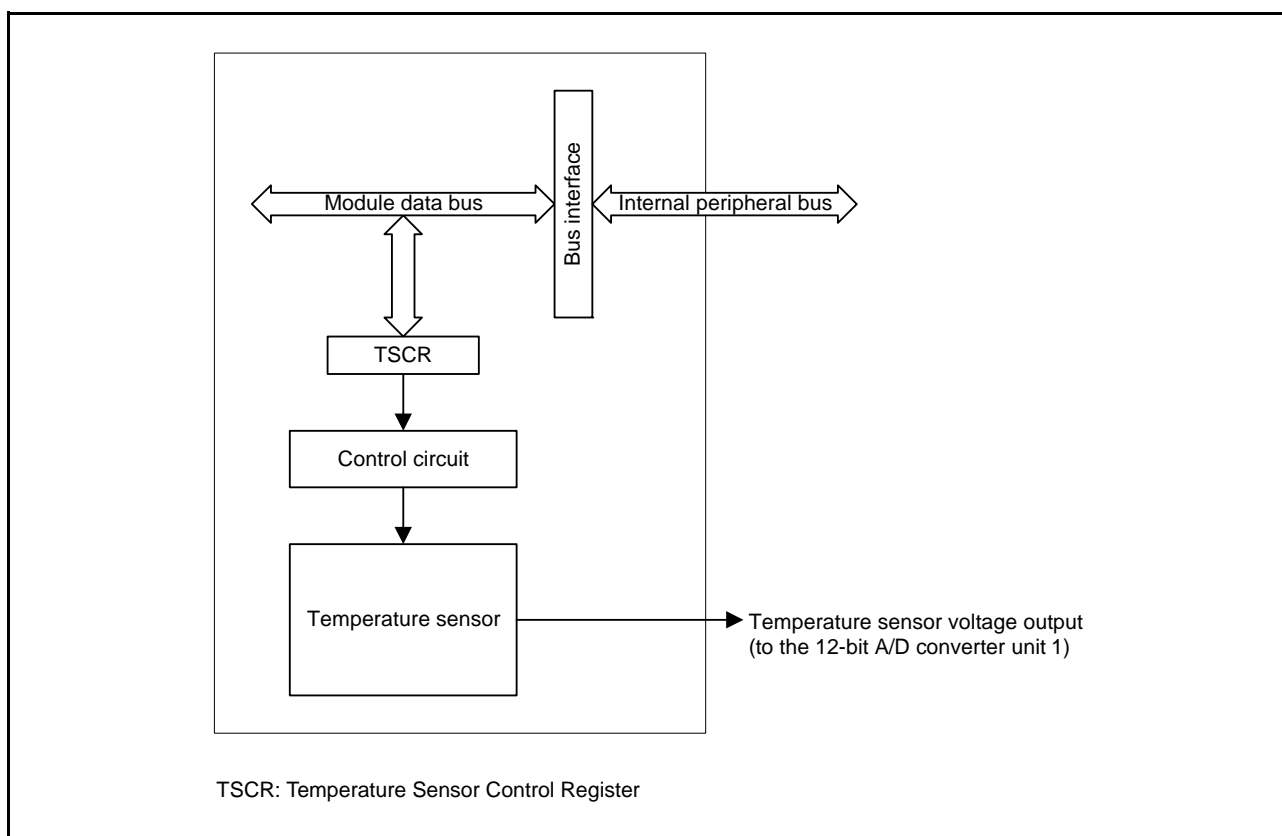 Bus interface
Module data bus
Internal peripheral bus
TSCR
Control circuit
Temperature sensor
Temperature sensor voltage output
(to the 12-bit A/D converter unit 1)
TSCR: Temperature Sensor Control Register